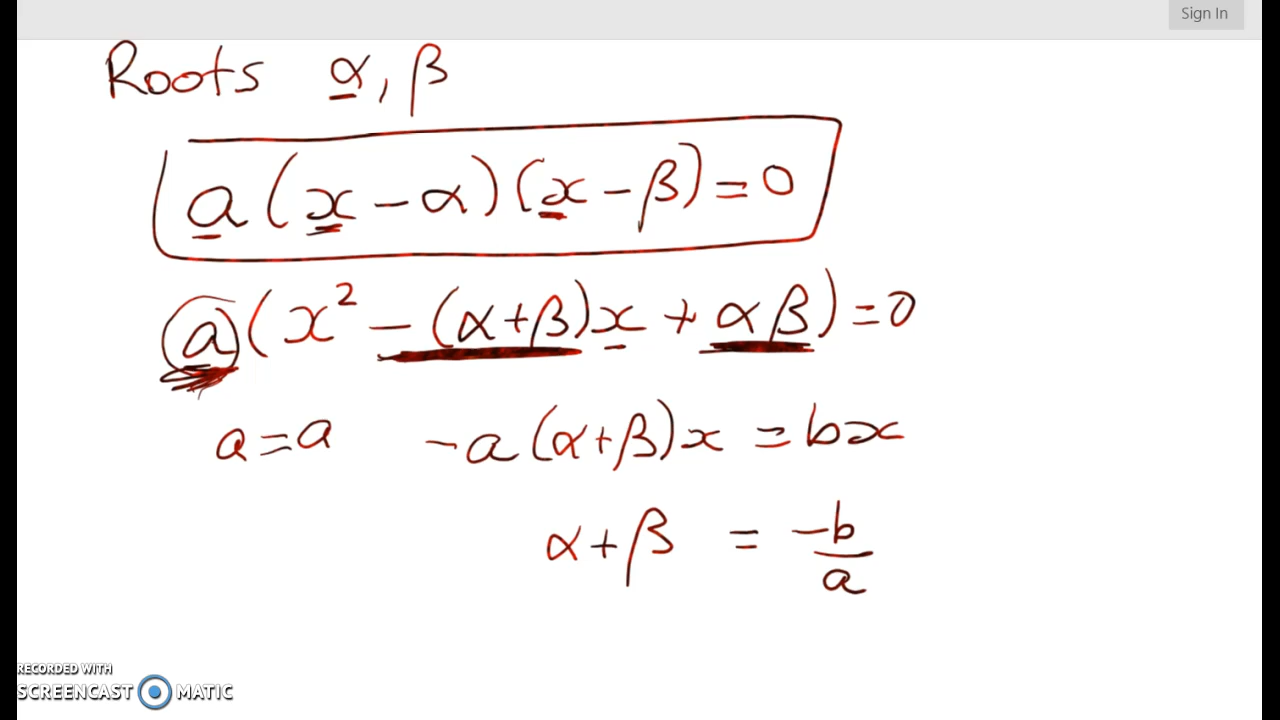 Sign In
Roots α, β
a(x-α)(x-β)=0
a(x² -(α+β)x + αβ)=0
a=a -a(α+β)x = bx
α+β = -b/a
RECORDED WITH
SCREENCAST MATIC